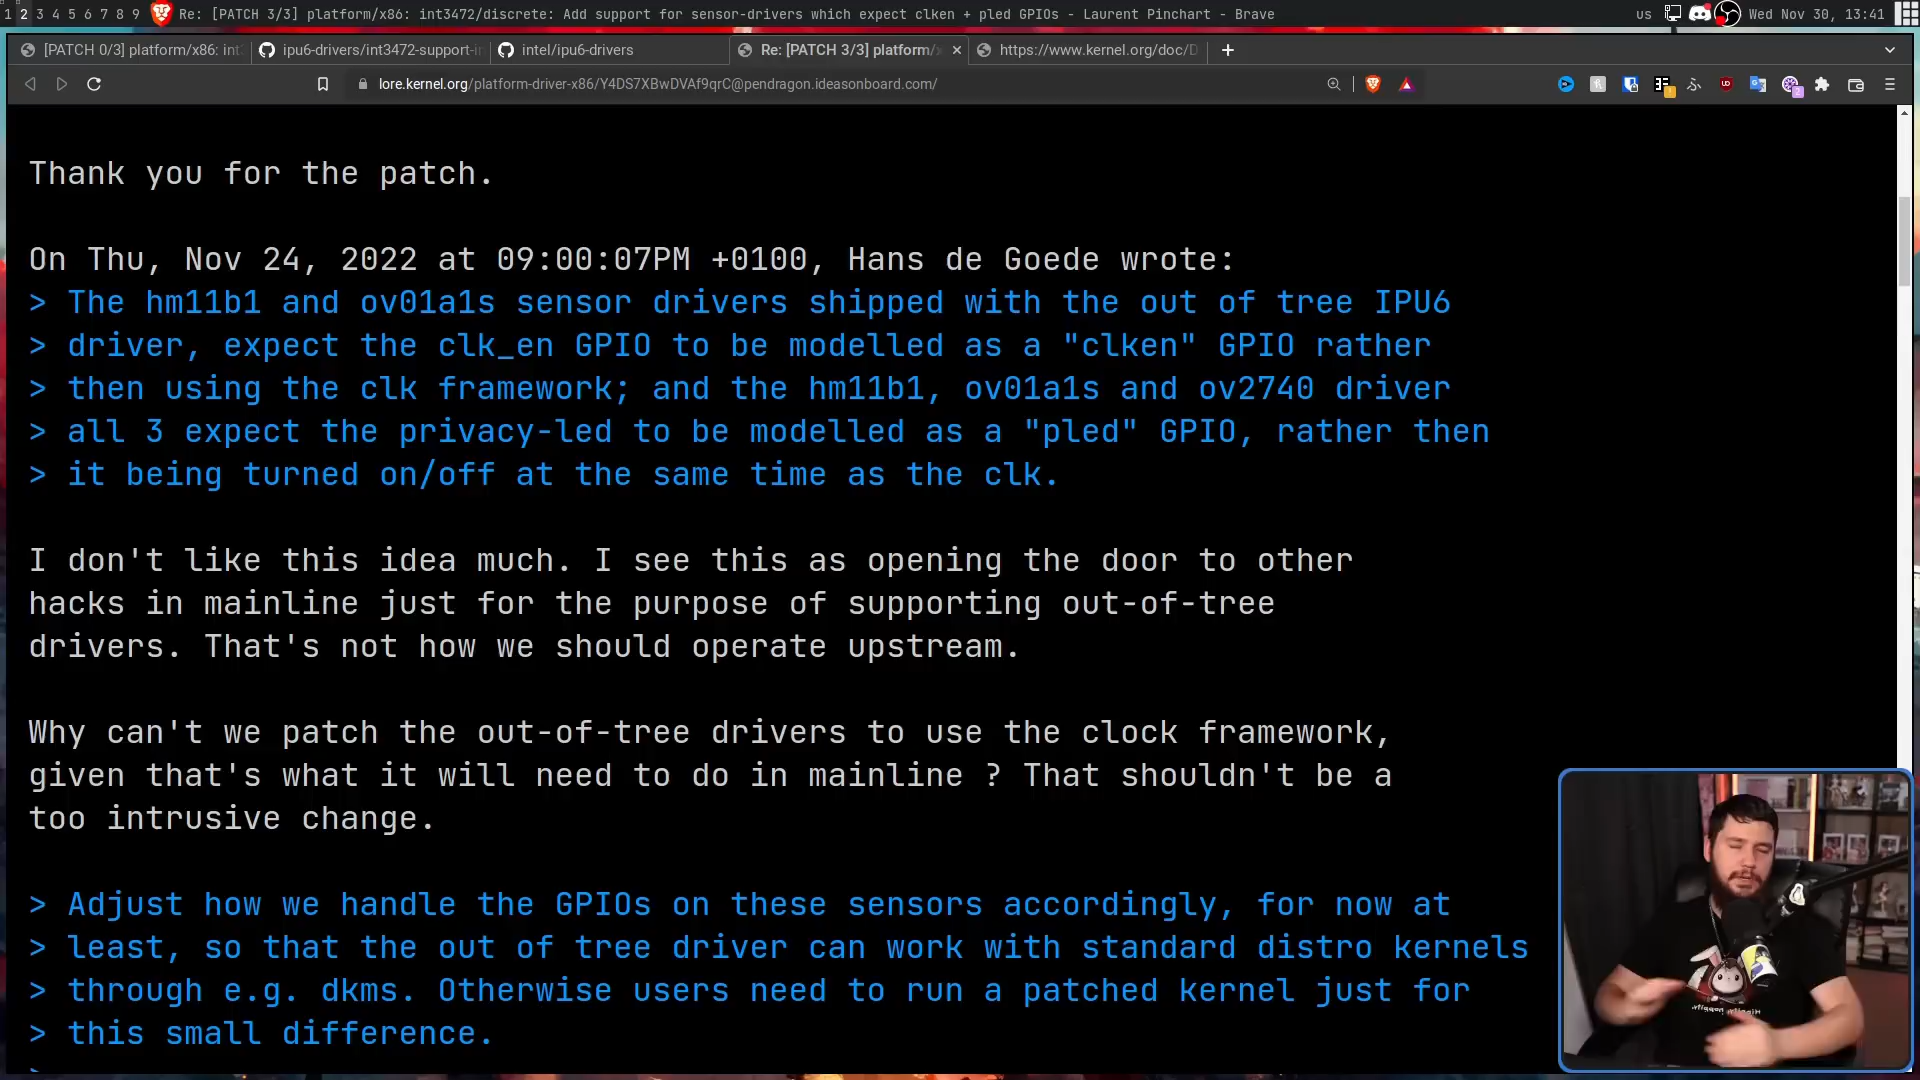 1 2 3 4 5 6 7 8 9 Re: [PATCH 3/3] platform/x86: int3472/discrete: Add support for sensor-drivers which expect clken + pled GPIOs - Laurent Pinchart - Brave us Wed Nov 30, 13:41
[PATCH 0/3] platform/x86: int ipu6-drivers/int3472-support-i intel/ipu6-drivers Re: [PATCH 3/3] platform/x https://www.kernel.org/doc/D
lore.kernel.org/platform-driver-x86/Y4DS7XBwDVAf9qrC@pendragon.ideasonboard.com/
Thank you for the patch.
On Thu, Nov 24, 2022 at 09:00:07PM +0100, Hans de Goede wrote:
> The hm11b1 and ov01a1s sensor drivers shipped with the out of tree IPU6
> driver, expect the clk_en GPIO to be modelled as a "clken" GPIO rather
> then using the clk framework; and the hm11b1, ov01a1s and ov2740 driver
> all 3 expect the privacy-led to be modelled as a "pled" GPIO, rather then
> it being turned on/off at the same time as the clk.
I don't like this idea much. I see this as opening the door to other
hacks in mainline just for the purpose of supporting out-of-tree
drivers. That's not how we should operate upstream.
Why can't we patch the out-of-tree drivers to use the clock framework,
given that's what it will need to do in mainline ? That shouldn't be a
too intrusive change.
> Adjust how we handle the GPIOs on these sensors accordingly, for now at
> least, so that the out of tree driver can work with standard distro kernels
> through e.g. dkms. Otherwise users need to run a patched kernel just for
> this small difference.